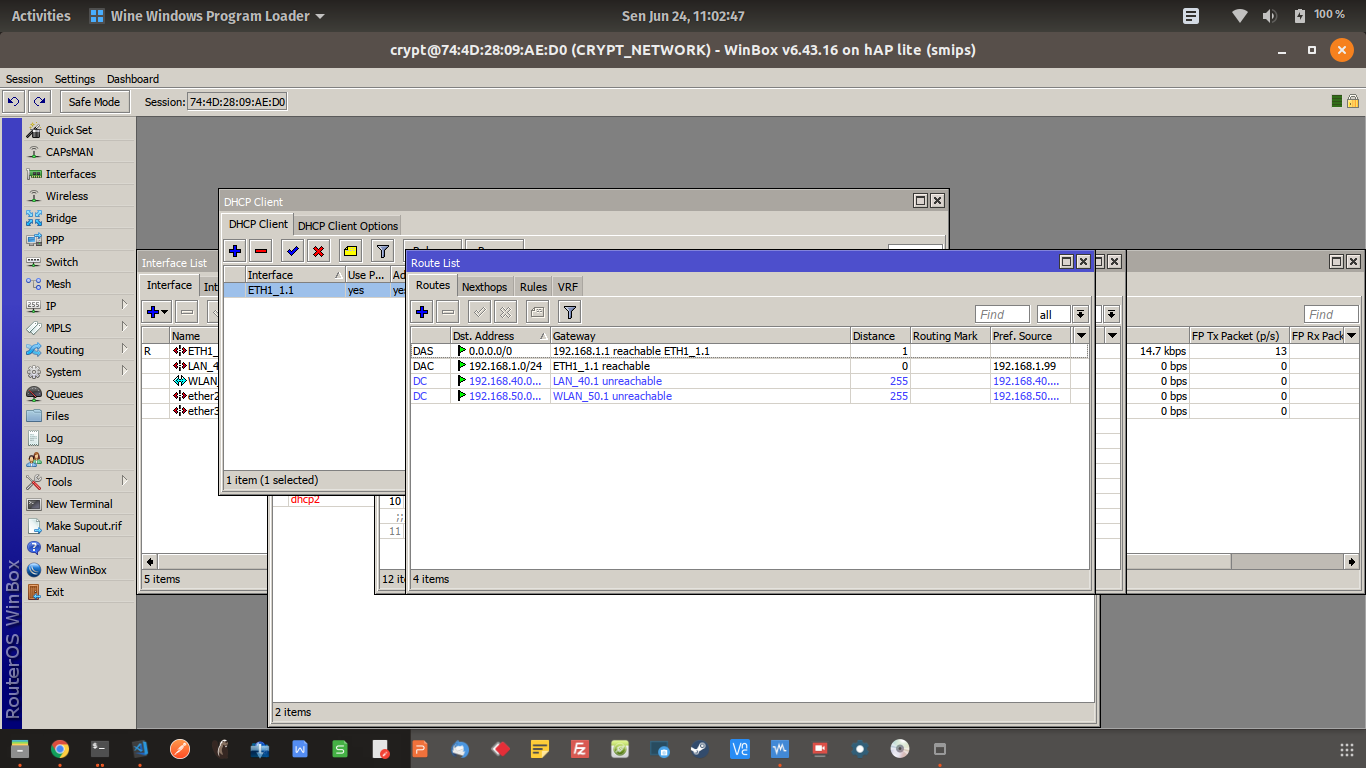 Activities Wine Windows Program Loader Sen Jun 24, 11:02:47 100 %
crypt@74:4D:28:09:AE:D0 (CRYPT_NETWORK) - WinBox v6.43.16 on hAP lite (smips)
Session Settings Dashboard
Safe Mode Session: 74:4D:28:09:AE:D0
Quick Set
CAPsMAN
Interfaces
Wireless
Bridge
PPP
Switch
Mesh
IP
MPLS
Routing
System
Queues
Files
Log
RADIUS
Tools
New Terminal
Make Supout.rif
Manual
New WinBox
Exit
RouterOS WinBox
DHCP Client
DHCP Client DHCP Client Options
Interface Use P... Ad
ETH1_1.1 yes yes
1 item (1 selected)
Interface List
Interface Int
Name
R ETH1_
LAN_4
WLAN_
ether2
ether3
5 items
dhcp2
2 items
10
;;
11
12 ite
Route List
Routes Nexthops Rules VRF
Find all
Dst. Address Gateway Distance Routing Mark Pref. Source
DAS 0.0.0.0/0 192.168.1.1 reachable ETH1_1.1 1
DAC 192.168.1.0/24 ETH1_1.1 reachable 0 192.168.1.99
DC 192.168.40.0... LAN_40.1 unreachable 255 192.168.40....
DC 192.168.50.0... WLAN_50.1 unreachable 255 192.168.50....
4 items
Find
FP Tx Packet (p/s) FP Rx Pack
14.7 kbps 13
0 bps 0
0 bps 0
0 bps 0
0 bps 0